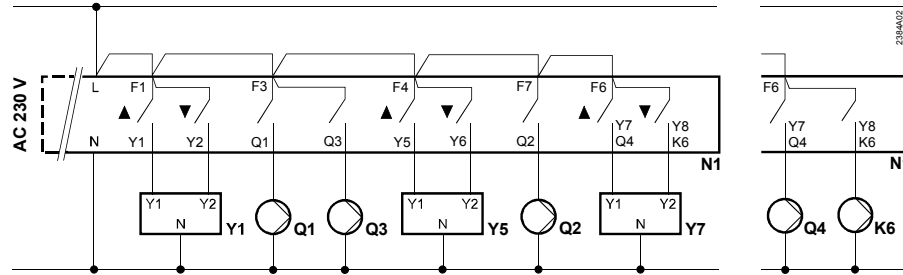 2384A02
AC 230 V
L F1 F3 F4 F7 F6 F6
Y7 Y8 Y7 Y8
N Y1 Y2 Q1 Q3 Y5 Y6 Q2 Q4 K6 Q4 K6
N1 N
Y1 Y2 Y1 Y2 Y1 Y2
N Y1 Q1 Q3 N Y5 Q2 N Y7 Q4 K6